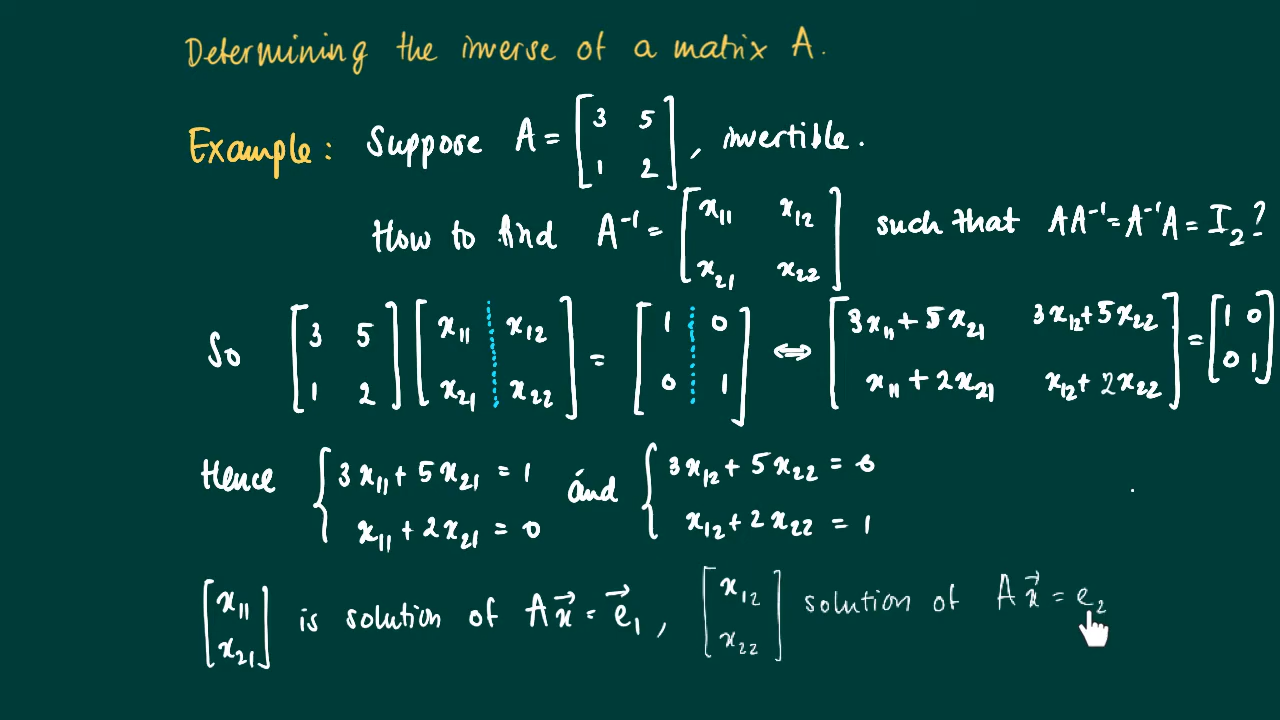 Determining the inverse of a matrix A.
Example: Suppose A = [3 5; 1 2], invertible.
How to find A⁻¹ = [x₁₁ x₁₂; x₂₁ x₂₂] such that AA⁻¹ = A⁻¹A = I₂?
So [3 5; 1 2] [x₁₁ x₁₂; x₂₁ x₂₂] = [1 0; 0 1] ⇔ [3x₁₁ + 5x₂₁ 3x₁₂ + 5x₂₂; x₁₁ + 2x₂₁ x₁₂ + 2x₂₂] = [1 0; 0 1]
Hence { 3x₁₁ + 5x₂₁ = 1; x₁₁ + 2x₂₁ = 0 and { 3x₁₂ + 5x₂₂ = 0; x₁₂ + 2x₂₂ = 1
[x₁₁; x₂₁] is solution of Ax⃗ = e⃗₁, [x₁₂; x₂₂] solution of Ax⃗ = e₂